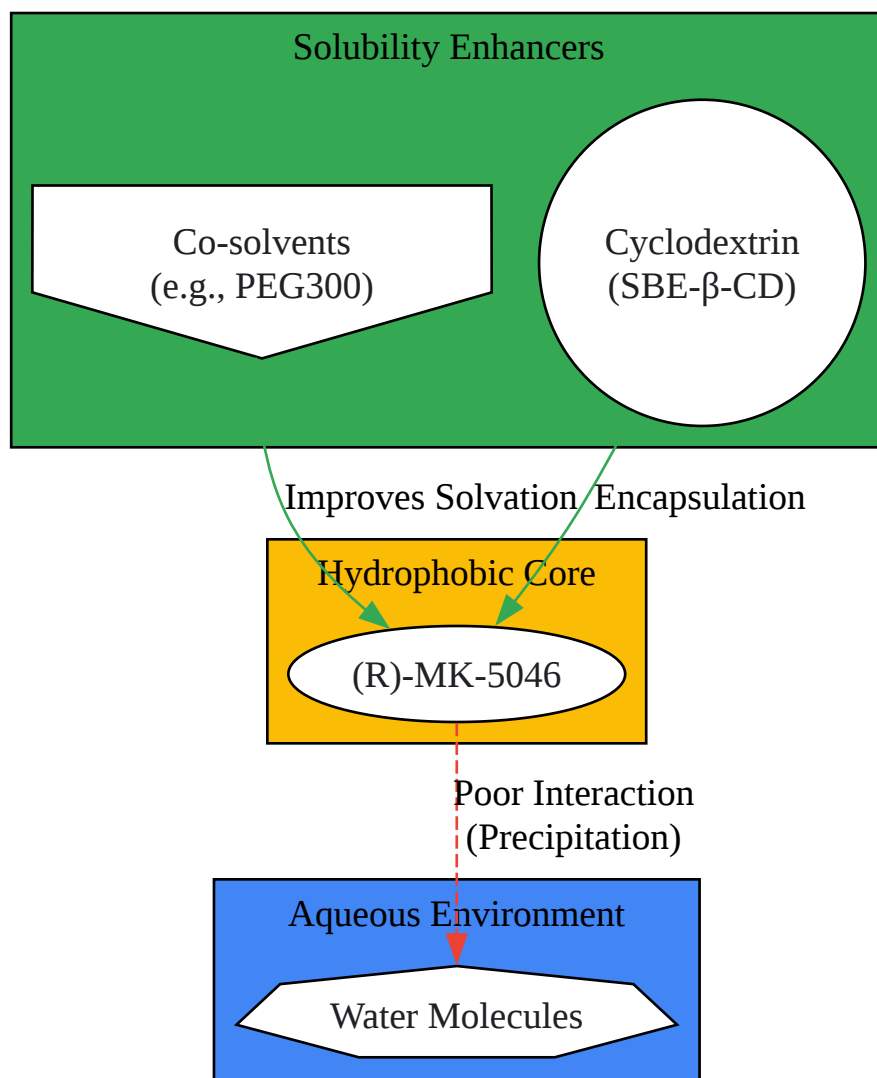 Solubility Enhancers
Co-solvents
(e.g., PEG300)
Cyclodextrin
(SBE-β-CD)
Improves Solvation
Encapsulation
Hydrophobic Core
(R)-MK-5046
Poor Interaction
(Precipitation)
Aqueous Environment
Water Molecules